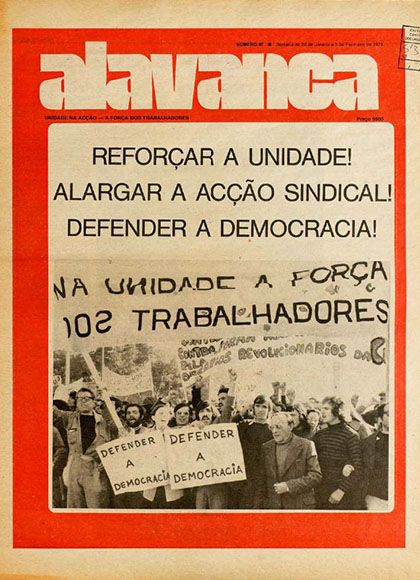 alavanca
UNIDADE NA ACÇÃO — A FORÇA DOS TRABALHADORES
REFORÇAR A UNIDADE!
ALARGAR A ACÇÃO SINDICAL!
DEFENDER A DEMOCRACIA!
NA UNIDADE A FORÇA
DOS TRABALHADORES
REVOLUCIONARIOS DA
DEFENDER
A
DEMOCRACIA
DEFENDER
A
DEMOCRACIA